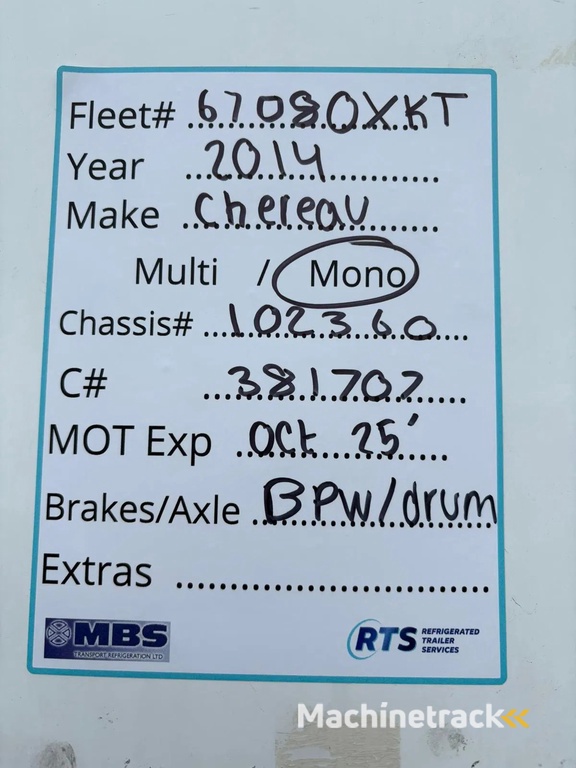 Fleet# 67080XKT
Year 2014
Make Chereau
Multi / Mono
Chassis# 102360
C# 381707
MOT Exp Oct 25'
Brakes/Axle BPW/drum
Extras
MBS
TRANSPORT REFRIGERATION LTD
RTS REFRIGERATED
TRAILER
SERVICES
Machinetrack